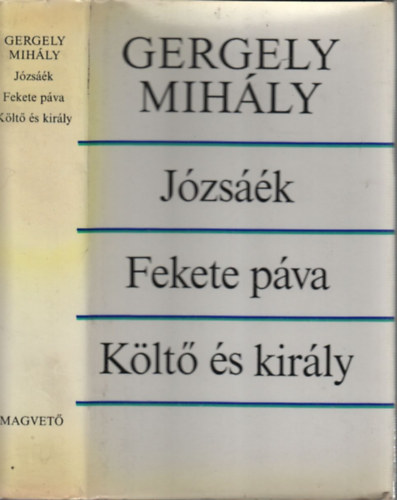 GERGELY
MIHÁLY
Józsáék
Fekete páva
Költő és király
MAGVETŐ
GERGELY
MIHÁLY
Józsáék
Fekete páva
Költő és király